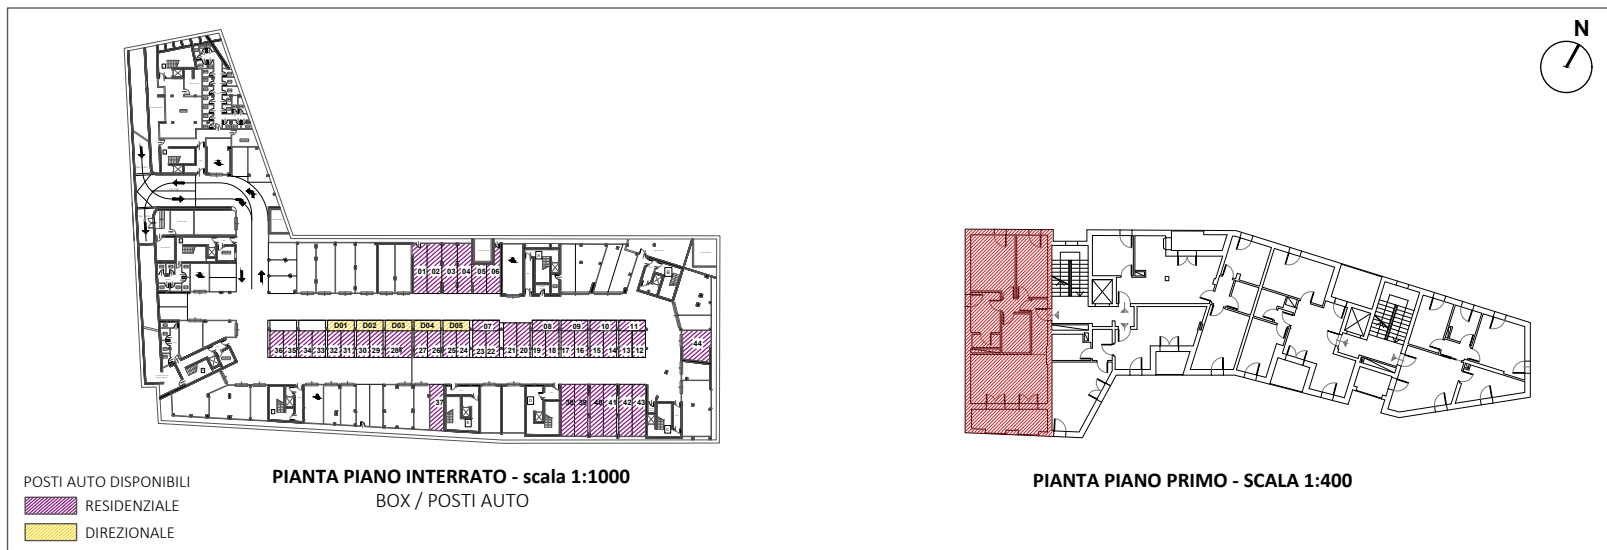 N
01 02 03 04 05 06
D01 D02 D03 D04 D05 07 08 09 10 11
36 35 34 33 32 31 30 29 28 27 26 25 24 23 22 21 20 19 18 17 16 15 14 13 12
44
37 38 39 40 41 42 43
PIANTA PIANO INTERRATO - scala 1:1000
BOX / POSTI AUTO
PIANTA PIANO PRIMO - SCALA 1:400
POSTI AUTO DISPONIBILI
RESIDENZIALE
DIREZIONALE